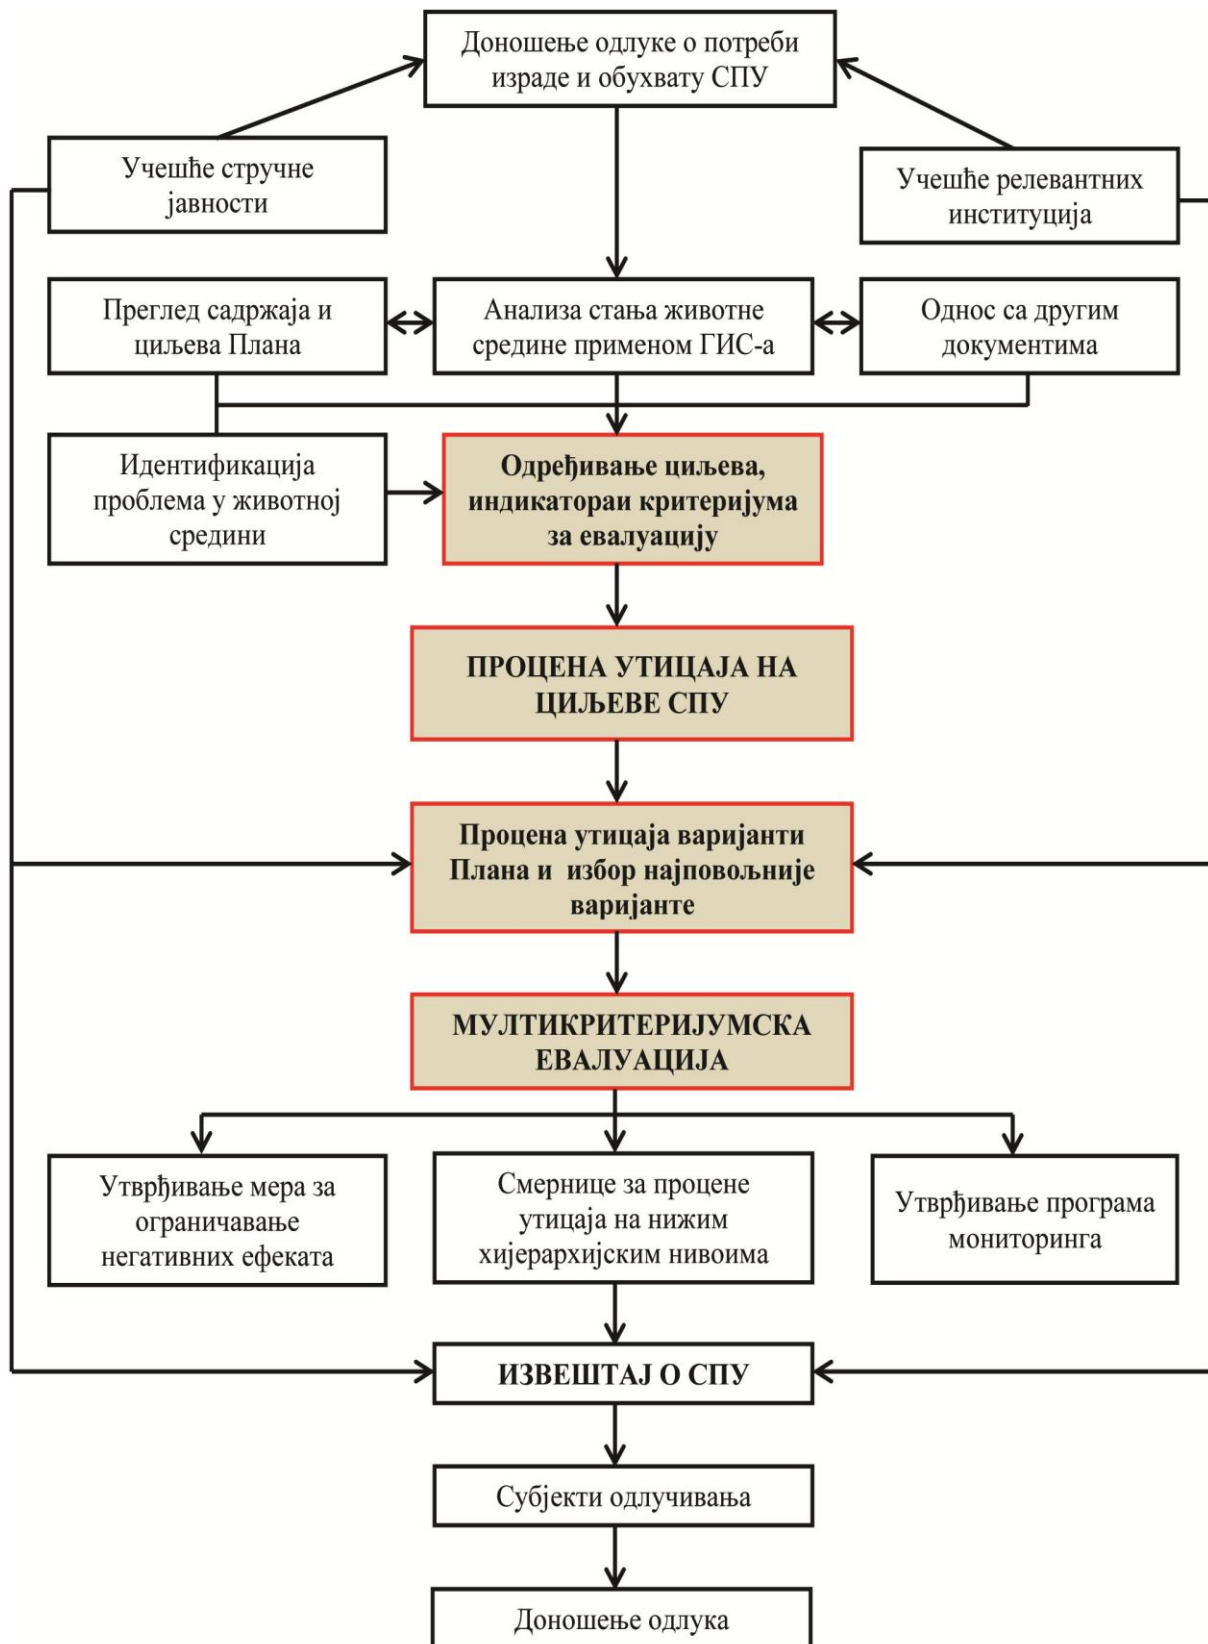 Доношење одлуке о потреби
израде и обухвату СПУ
Учешће стручне
јавности
Учешће релевантних
институција
Преглед садржаја и
циљева Плана
Анализа стања животне
средине применом ГИС-а
Однос са другим
документима
Идентификација
проблема у животној
средини
Одређивање циљева,
индикатораи критеријума
за евалуацију
ПРОЦЕНА УТИЦАЈА НА
ЦИЉЕВЕ СПУ
Процена утицаја варијанти
Плана и избор најповољније
варијанте
МУЛТИКРИТЕРИЈУМСКА
ЕВАЛУАЦИЈА
Утврђивање мера за
ограничавање
негативних ефеката
Смернице за процене
утицаја на нижим
хијерархијским нивоима
Утврђивање програма
мониторинга
ИЗВЕШТАЈ О СПУ
Субјекти одлучивања
Доношење одлука